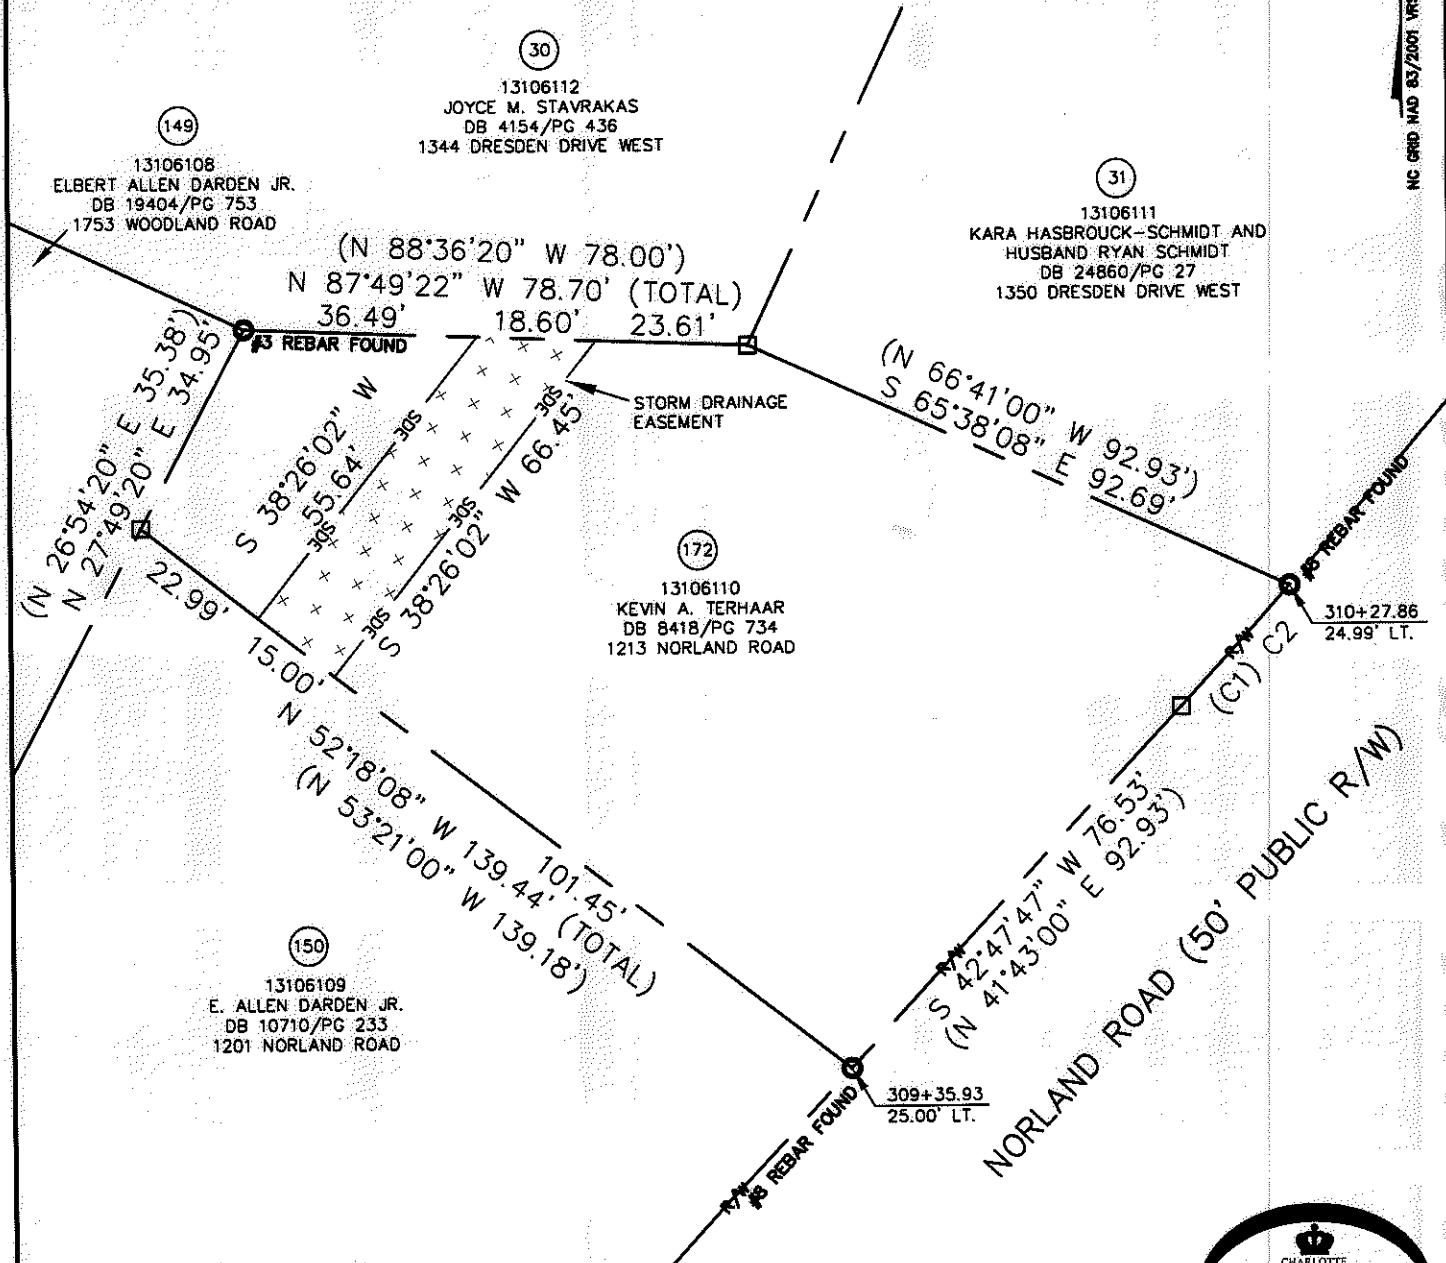 30
13106112
JOYCE M. STAVRAKAS
DB 4154/PG 436
1344 DRESDEN DRIVE WEST
NC GRID NAD 83/2001 VRS
149
13106108
ELBERT ALLEN DARDEN JR.
DB 19404/PG 753
1753 WOODLAND ROAD
31
13106111
KARA HASBROUCK-SCHMIDT AND
HUSBAND RYAN SCHMIDT
DB 24860/PG 27
1350 DRESDEN DRIVE WEST
(N 88°36'20" W 78.00')
N 87°49'22" W 78.70' (TOTAL)
36.49'
18.60'
23.61'
#3 REBAR FOUND
(N 66°41'00" W 92.93')
S 65°38'08" E 92.69'
STORM DRAINAGE
EASEMENT
(N 26°54'20" E 35.38')
N 27°49'20" E 34.95'
S 38°26'02" W
55.64'
SDE
SDE
SDE
SDE
SDE
S 38°26'02" W 66.45'
#3 REBAR FOUND
172
13106110
KEVIN A. TERHAAR
DB 8418/PG 734
1213 NORLAND ROAD
22.99'
15.00'
310+27.86
24.99' LT.
R/W
(C1) C2
N 52°18'08" W 139.44' (TOTAL)
(N 53°21'00" W 139.18')
101.45'
S 42°47'47" W 76.53'
(N 41°43'00" E 92.93')
R/W
NORLAND ROAD (50' PUBLIC R/W)
150
13106109
E. ALLEN DARDEN JR.
DB 10710/PG 233
1201 NORLAND ROAD
309+35.93
25.00' LT.
R/W
#3 REBAR FOUND
CHARLOTTE